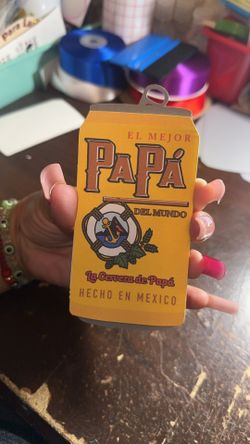 EL MEJOR
PAPÁ
DEL MUNDO
La Cerveza de Papá
HECHO EN MEXICO